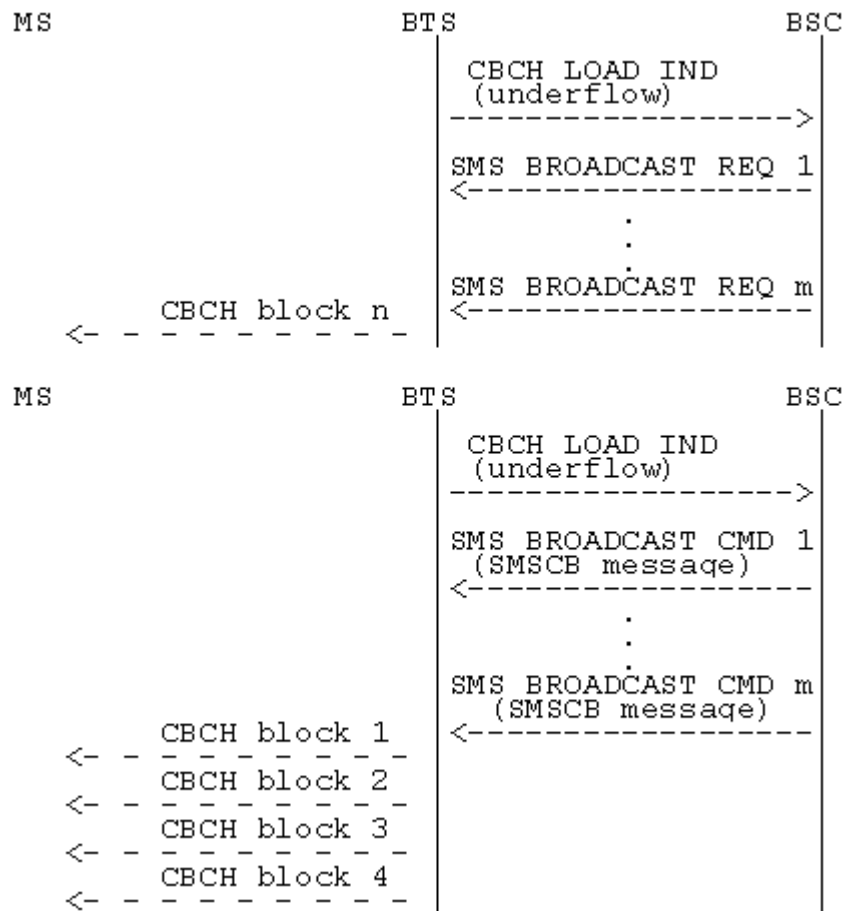 MS BTS BSC
CBCH LOAD IND
(underflow)
SMS BROADCAST REQ 1
.
.
.
SMS BROADCAST REQ m
CBCH block n
MS BTS BSC
CBCH LOAD IND
(underflow)
SMS BROADCAST CMD 1
(SMSCB message)
.
.
.
SMS BROADCAST CMD m
(SMSCB message)
CBCH block 1
CBCH block 2
CBCH block 3
CBCH block 4